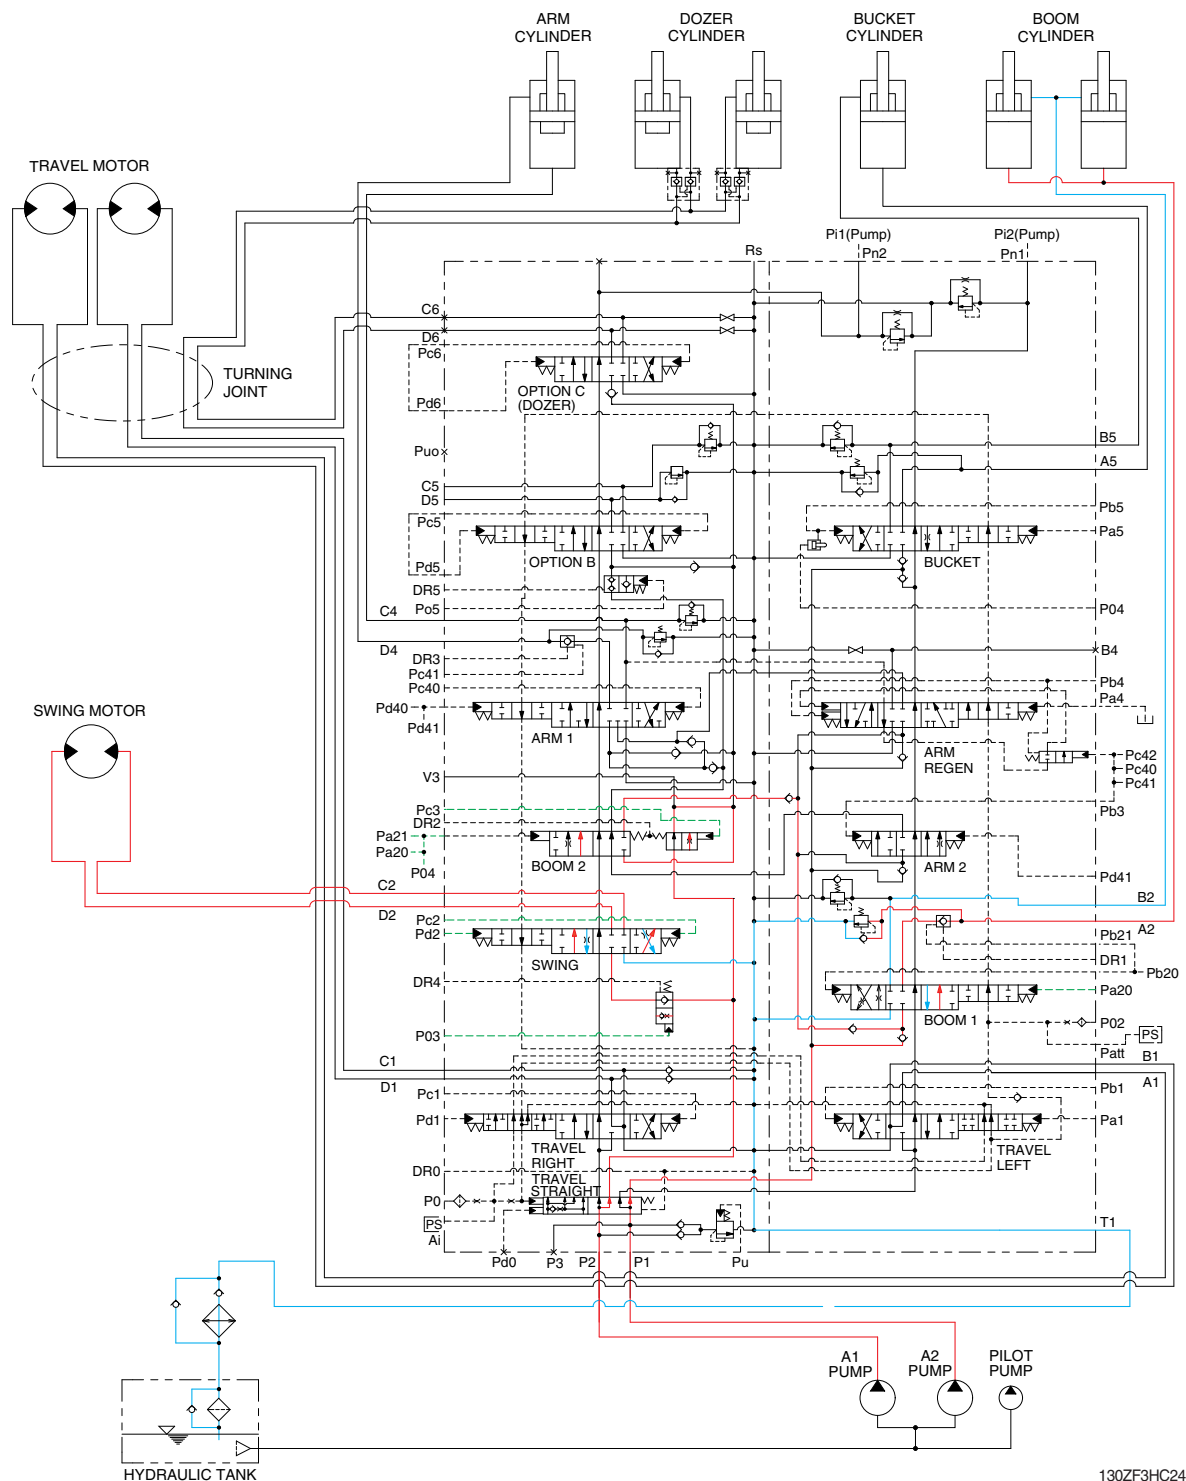 ARM
CYLINDER
DOZER
CYLINDER
BUCKET
CYLINDER
BOOM
CYLINDER
TRAVEL MOTOR
TURNING
JOINT
Rs
Pi1(Pump)
Pn2
Pi2(Pump)
Pn1
C6
D6
Pc6
Pd6
OPTION C
(DOZER)
Puo
C5
D5
Pc5
Pd5
OPTION B
DR5
Po5
B5
A5
Pb5
Pa5
BUCKET
P04
C4
D4
DR3
Pc41
Pc40
Pd40
Pd41
ARM 1
B4
Pb4
Pa4
ARM
REGEN
Pc42
Pc40
Pc41
Pb3
SWING MOTOR
V3
Pc3
DR2
Pa21
Pa20
P04
BOOM 2
ARM 2
Pd41
C2
D2
Pc2
Pd2
SWING
B2
A2
Pb21
DR1
Pb20
Pa20
BOOM 1
DR4
P03
P02
PS
Patt
C1
D1
Pc1
Pd1
TRAVEL
RIGHT
B1
A1
Pb1
Pa1
TRAVEL
LEFT
DR0
TRAVEL
STRAIGHT
P0
PS
Ai
Pd0
P3
P2
P1
Pu
T1
A1
PUMP
A2
PUMP
PILOT
PUMP
HYDRAULIC TANK
130ZF3HC24